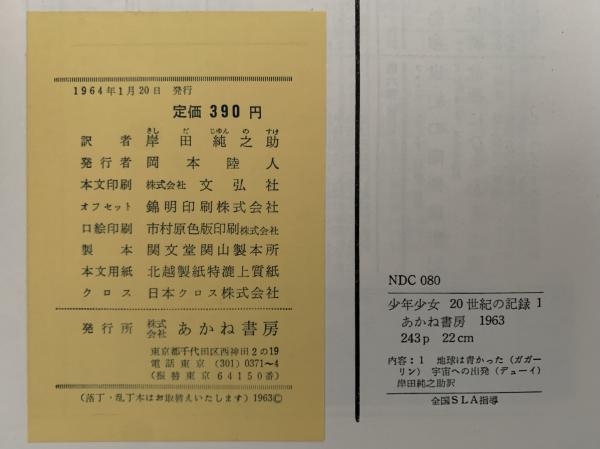 1964年1月20日 発行
定価 390 円
きし だ じゆん の すけ
訳者 岸田純之助
発行者 岡本陸人
本文印刷 株式会社 文弘社
オフセット 錦明印刷株式会社
口絵印刷 市村原色版印刷株式会社
製本 関文堂関山製本所
本文用紙 北越製紙特漉上質紙
クロス 日本クロス株式会社
発行所 株式会社 あかね書房
東京都千代田区西神田2の19
電話東京 (301) 0371〜4
(振替東京 64150番)
(落丁・乱丁本はお取替えいたします) 1963©
NDC 080
少年少女 20世紀の記録 1
あかね書房 1963
243p 22cm
内容:1 地球は青かった (ガガー
リン) 宇宙への出発 (デューイ)
岸田純之助訳
全国SLA指導